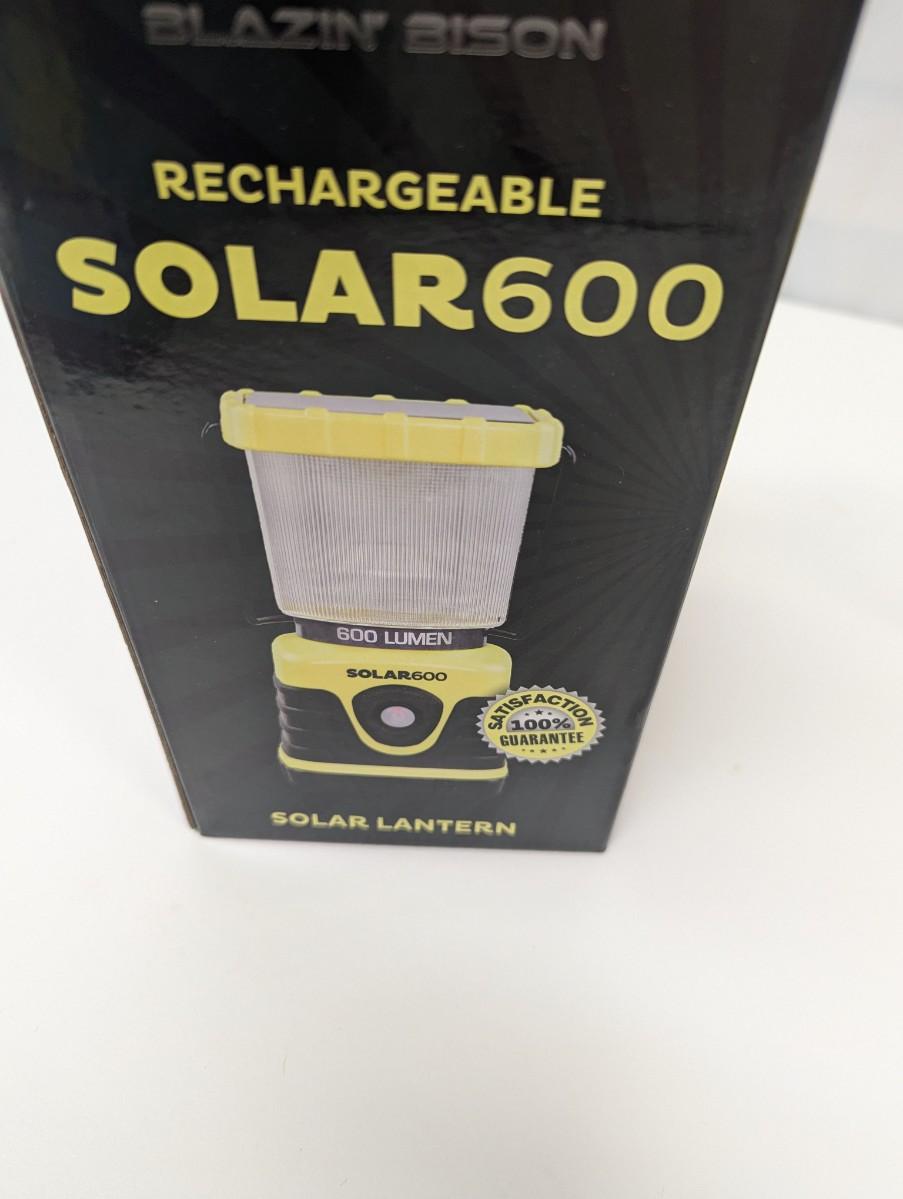 BLAZIN' BISON
RECHARGEABLE
SOLAR600
600 LUMEN
SOLAR600
SATISFACTION
100%
GUARANTEE
SOLAR LANTERN